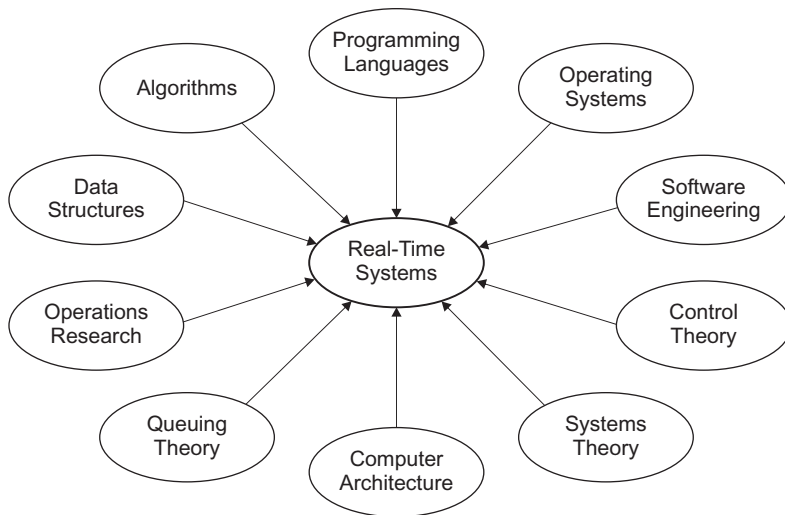 Programming
Languages
Algorithms
Operating
Systems
Data
Structures
Software
Engineering
Real-Time
Systems
Operations
Research
Control
Theory
Queuing
Theory
Systems
Theory
Computer
Architecture